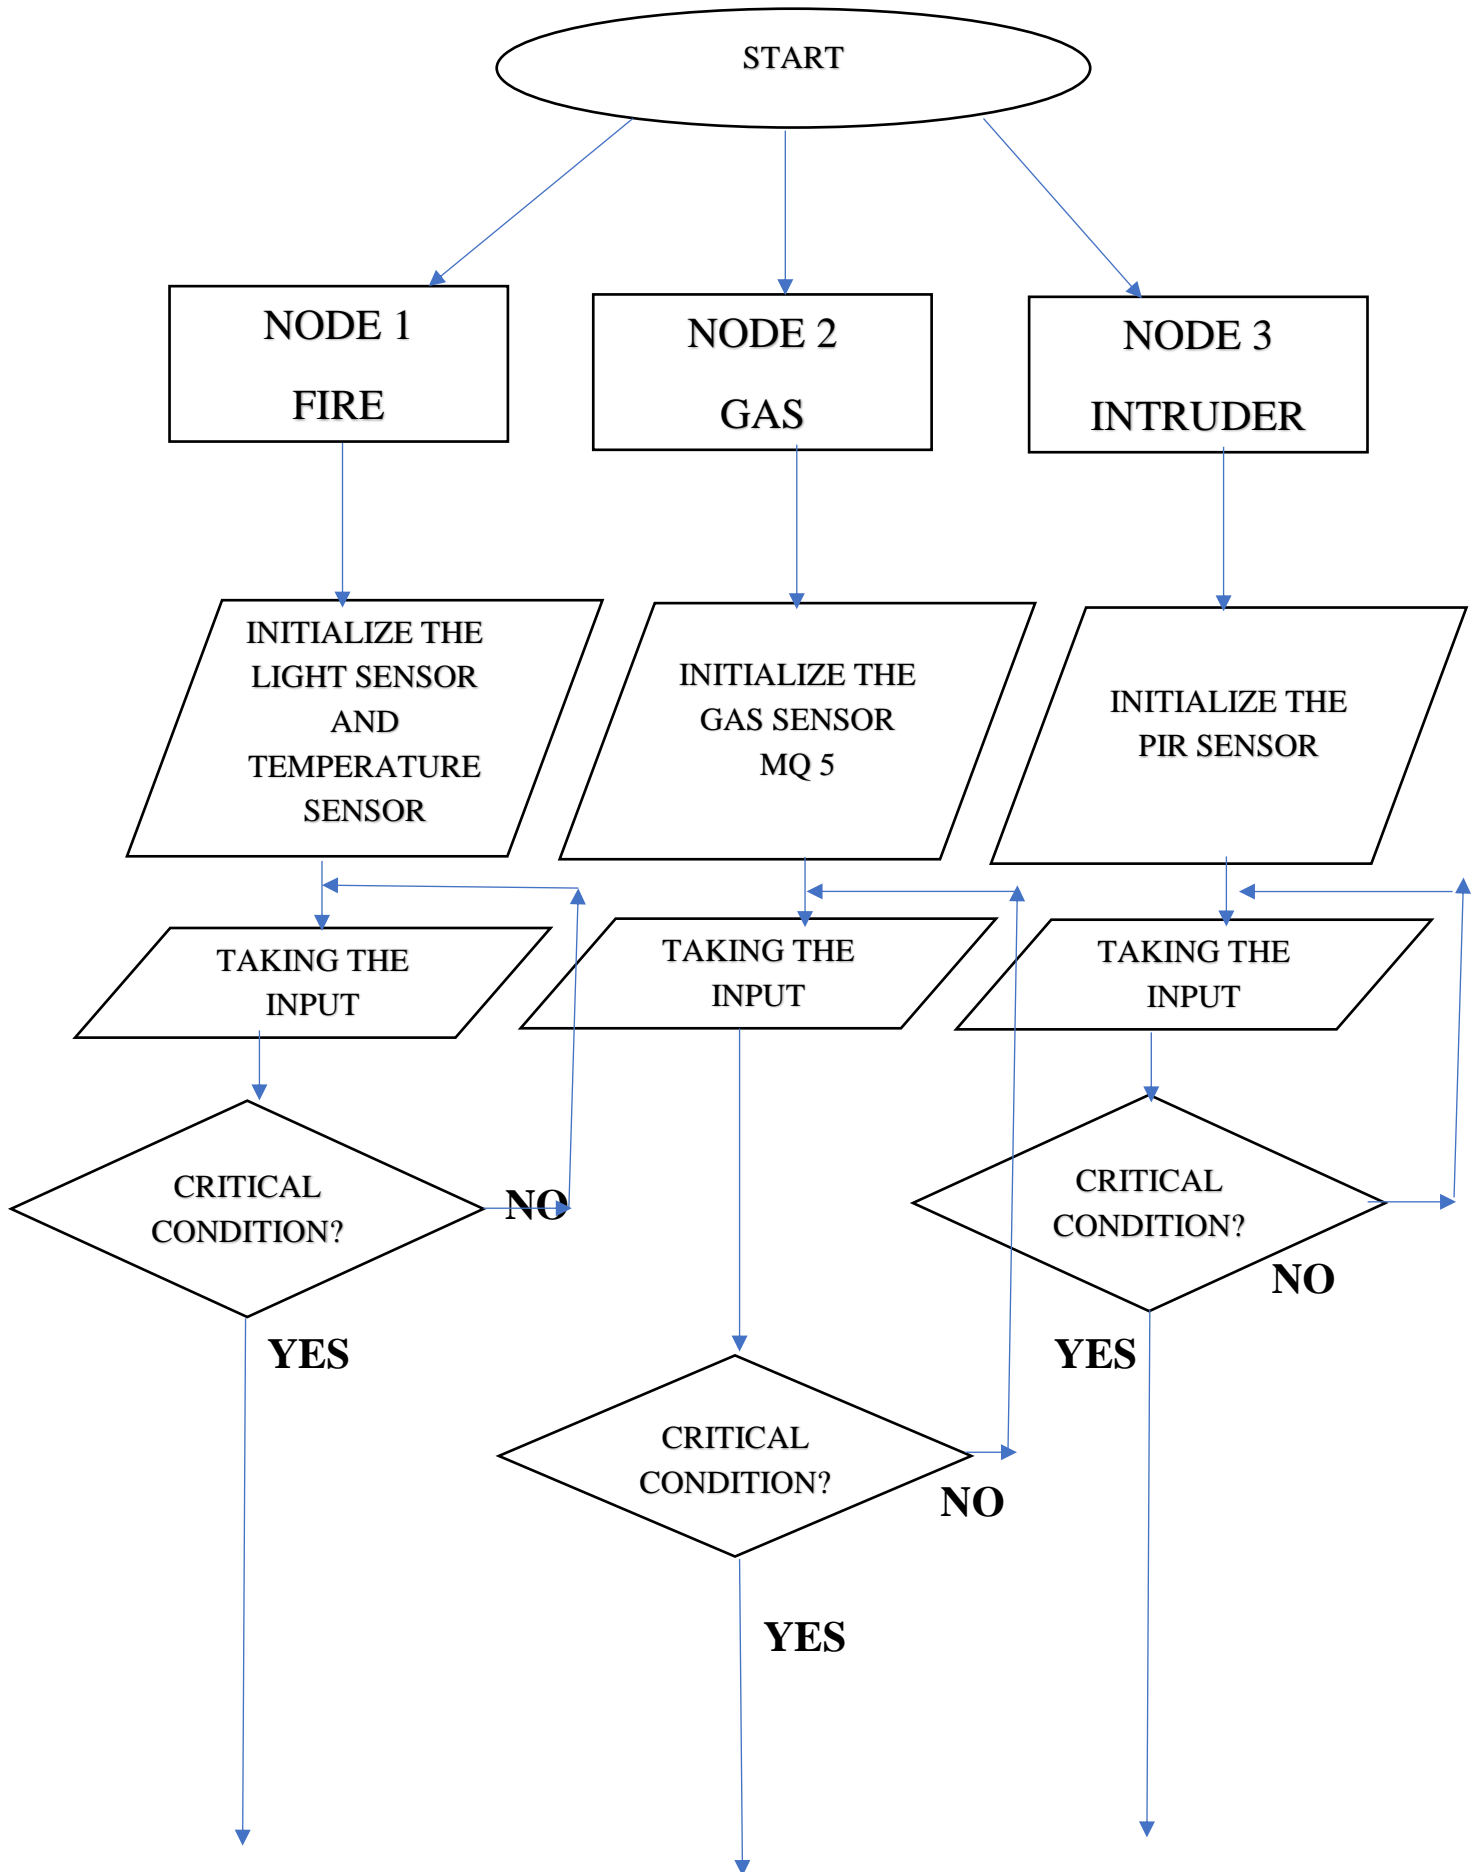 START
NODE 1
FIRE
NODE 2
GAS
NODE 3
INTRUDER
INITIALIZE THE
LIGHT SENSOR
AND
TEMPERATURE
SENSOR
INITIALIZE THE
GAS SENSOR
MQ 5
INITIALIZE THE
PIR SENSOR
TAKING THE
INPUT
TAKING THE
INPUT
TAKING THE
INPUT
CRITICAL
CONDITION?
NO
CRITICAL
CONDITION?
NO
YES
YES
CRITICAL
CONDITION?
NO
YES